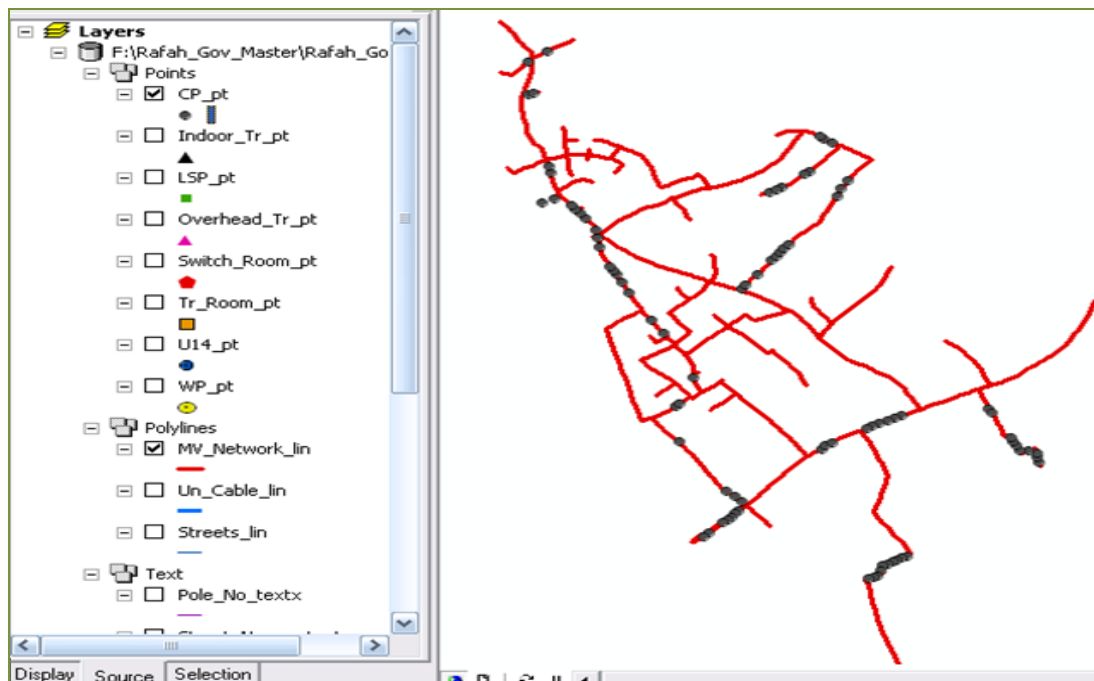 Layers
F:\Rafah_Gov_Master\Rafah_Go
Points
CP_pt
Indoor_Tr_pt
LSP_pt
Overhead_Tr_pt
Switch_Room_pt
Tr_Room_pt
U14_pt
WP_pt
Polylines
MV_Network_lin
Un_Cable_lin
Streets_lin
Text
Pole_No_textx
Display Source Selection